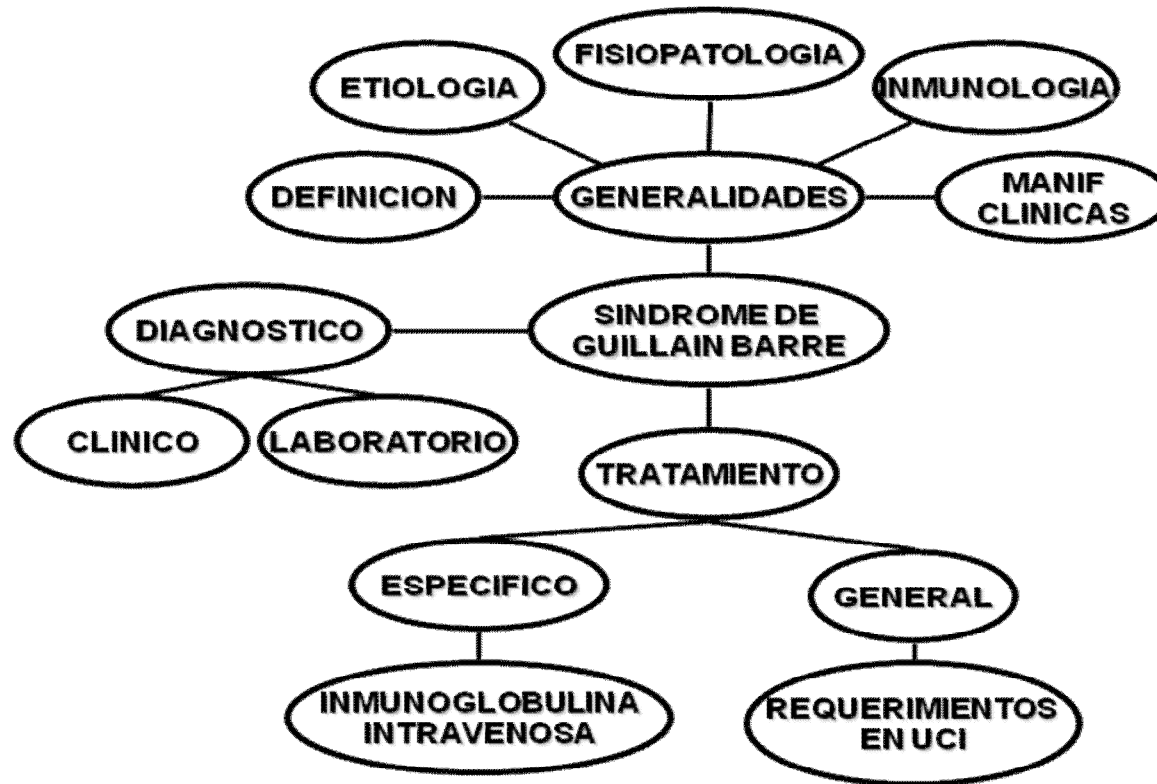 FISIOPATOLOGIA
ETIOLOGIA
INMUNOLOGIA
DEFINICION
GENERALIDADES
MANIF
CLINICAS
DIAGNOSTICO
SINDROME DE
GUILLAIN BARRE
CLINICO
LABORATORIO
TRATAMIENTO
ESPECIFICO
GENERAL
INMUNOGLOBULINA
INTRAVENOSA
REQUERIMIENTOS
EN UCI